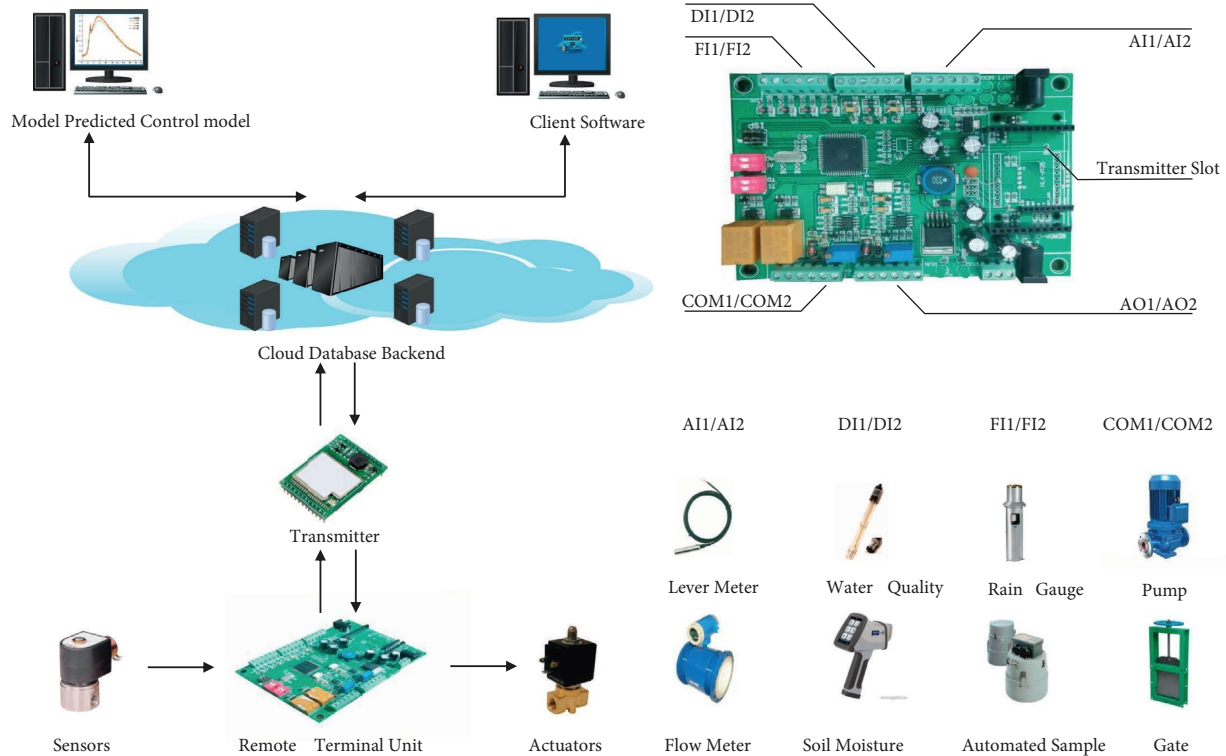 DI1/DI2
FI1/FI2
AI1/AI2
Model Predicted Control model
Client Software
Transmitter Slot
COM1/COM2
AO1/AO2
Cloud Database Backend
AI1/AI2
DI1/DI2
FI1/FI2
COM1/COM2
Transmitter
Lever Meter
Water Quality
Rain Gauge
Pump
Sensors
Remote Terminal Unit
Actuators
Flow Meter
Soil Moisture
Automated Sample
Gate